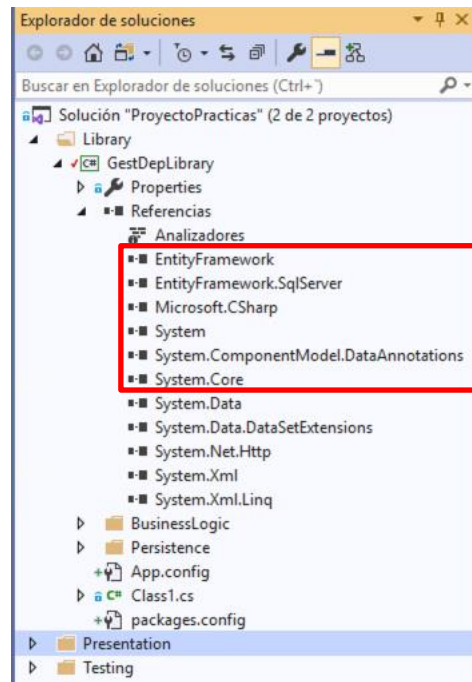 Explorador de soluciones
Buscar en Explorador de soluciones (Ctrl+¨)
Solución "ProyectoPracticas" (2 de 2 proyectos)
Library
C# GestDepLibrary
Properties
Referencias
Analizadores
EntityFramework
EntityFramework.SqlServer
Microsoft.CSharp
System
System.ComponentModel.DataAnnotations
System.Core
System.Data
System.Data.DataSetExtensions
System.Net.Http
System.Xml
System.Xml.Linq
BusinessLogic
Persistence
App.config
C# Class1.cs
packages.config
Presentation
Testing